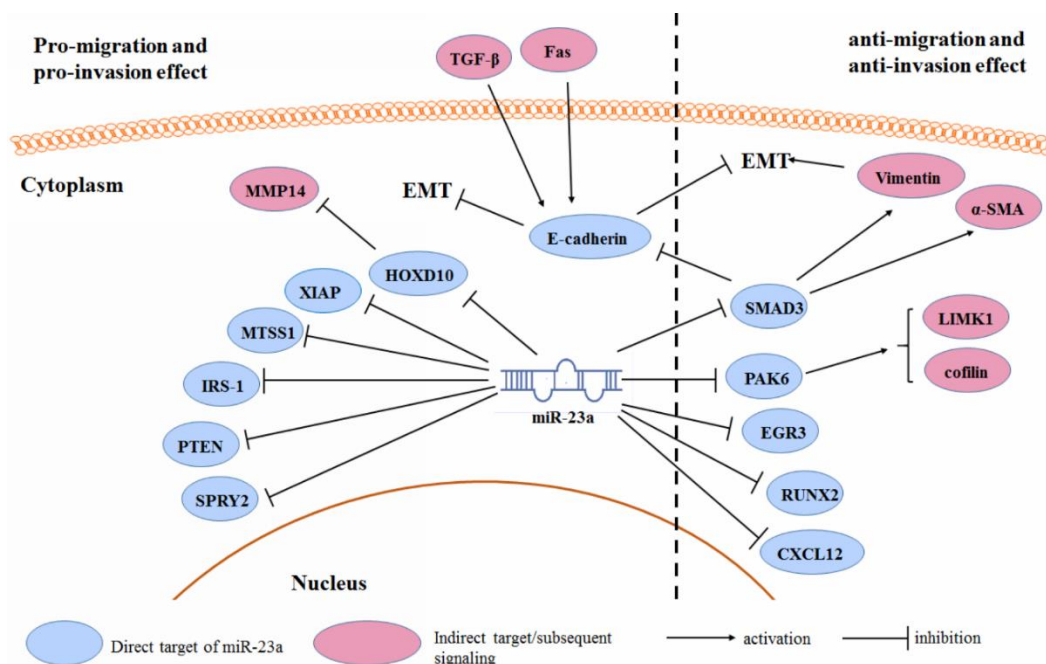 Pro-migration and
pro-invasion effect
TGF-β
Fas
anti-migration and
anti-invasion effect
Cytoplasm
MMP14
EMT
EMT
Vimentin
α-SMA
E-cadherin
HOXD10
XIAP
SMAD3
MTSS1
LIMK1
IRS-1
PAK6
cofilin
miR-23a
PTEN
EGR3
SPRY2
RUNX2
CXCL12
Nucleus
Direct target of miR-23a
Indirect target/subsequent
signaling
activation
inhibition